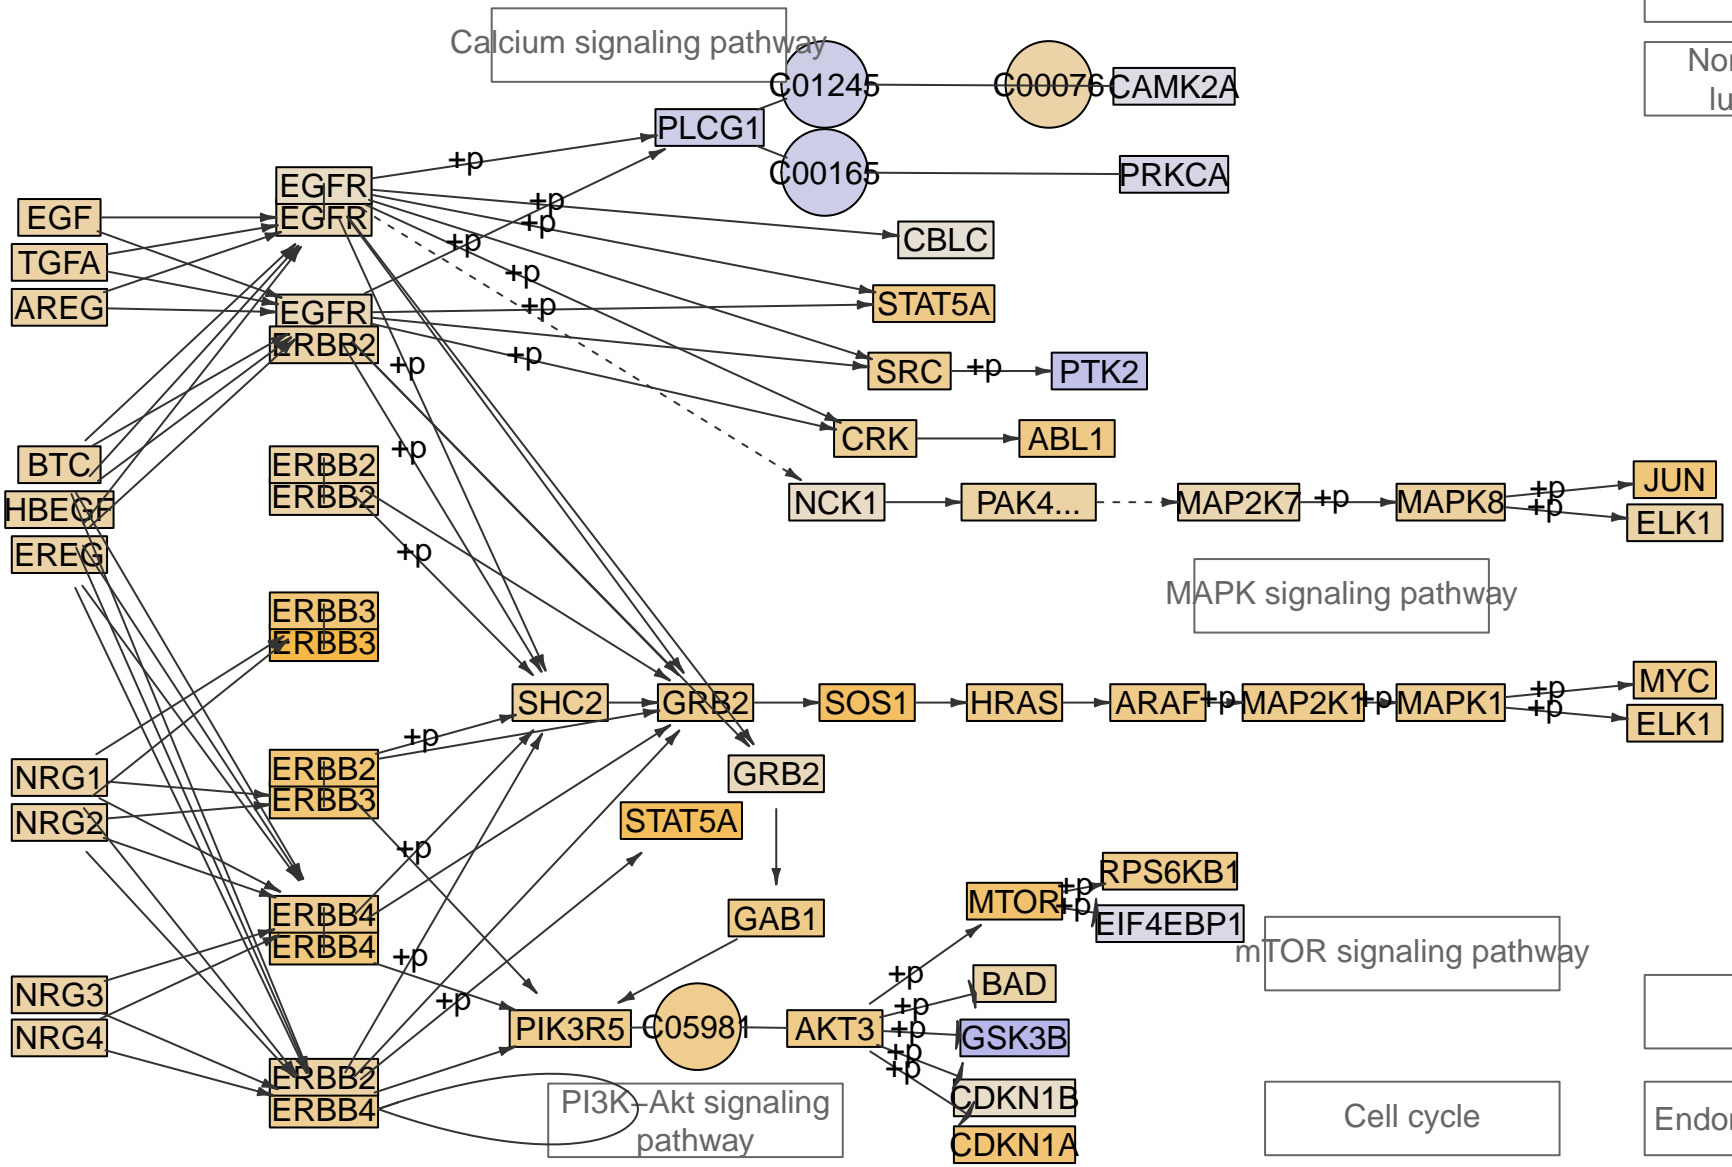 Calcium signaling pathway
C01245
C00076
CAMK2A
Nor
lu
PLCG1
+p
C00165
PRKCA
EGFR
EGFR
EGF
+p
+p
CBLC
TGFA
+p
+p
AREG
EGFR
+p
STAT5A
ERBB2
+p
+p
SRC
+p
PTK2
CRK
ABL1
BTC
ERBB2
+p
ERBB2
HBEGF
NCK1
PAK4...
MAP2K7
+p
MAPK8
+p
+p
JUN
ELK1
EREG
+p
MAPK signaling pathway
ERBB3
ERBB3
SHC2
GRB2
SOS1
HRAS
ARAF
+p
MAP2K1
+p
MAPK1
+p
+p
MYC
ELK1
+p
NRG1
ERBB2
ERBB3
GRB2
NRG2
STAT5A
+p
RPS6KB1
+p
+p
MTOR
EIF4EBP1
ERBB4
ERBB4
GAB1
mTOR signaling pathway
+p
+p
BAD
NRG3
+p
+p
NRG4
PIK3R5
C05981
AKT3
+p
GSK3B
+p
+p
ERBB2
ERBB4
CDKN1B
PI3K–Akt signaling
pathway
Cell cycle
Endor
CDKN1A